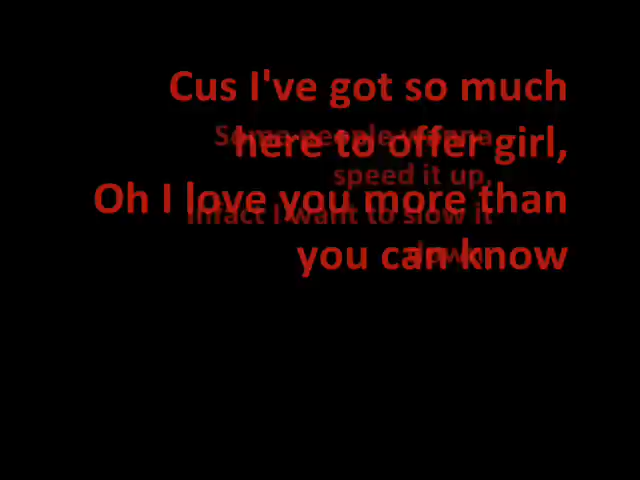 Cus I've got so much
here to offer girl,
Oh I love you more than
you can know
Some people wanna
speed it up,
Infact I want to slow it
down,